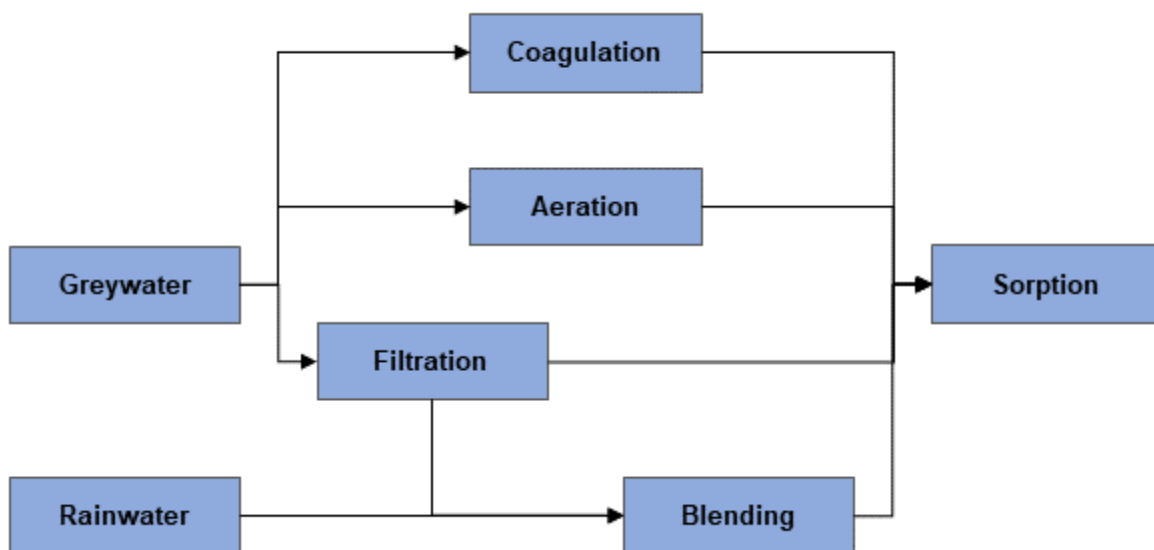 Coagulation
Aeration
Greywater
Sorption
Filtration
Rainwater
Blending